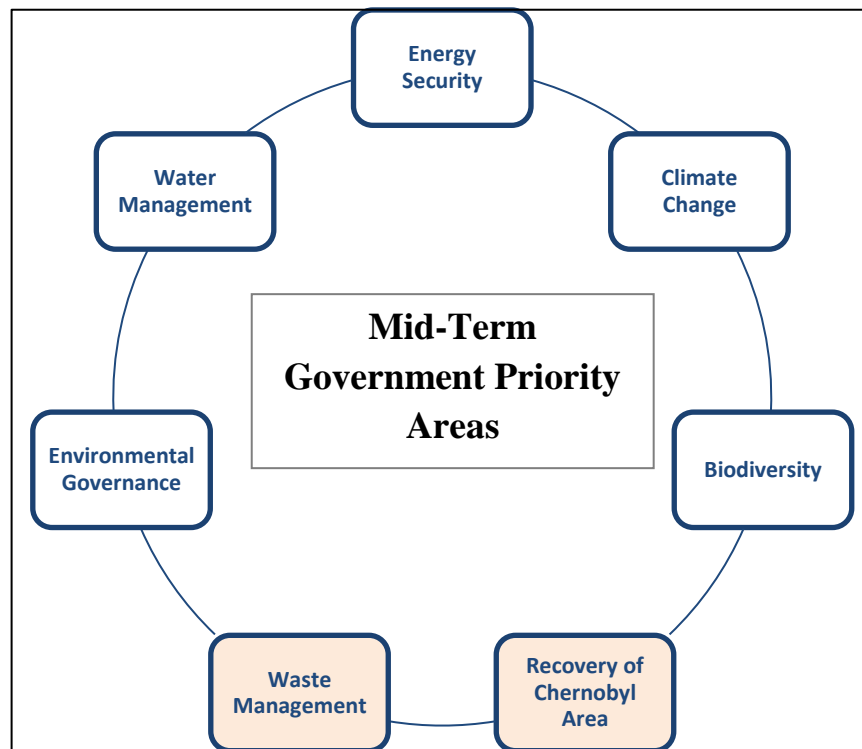 Energy
Security
Water
Management
Climate
Change
Mid-Term
Government Priority
Areas
Environmental
Governance
Biodiversity
Waste
Management
Recovery of
Chernobyl
Area